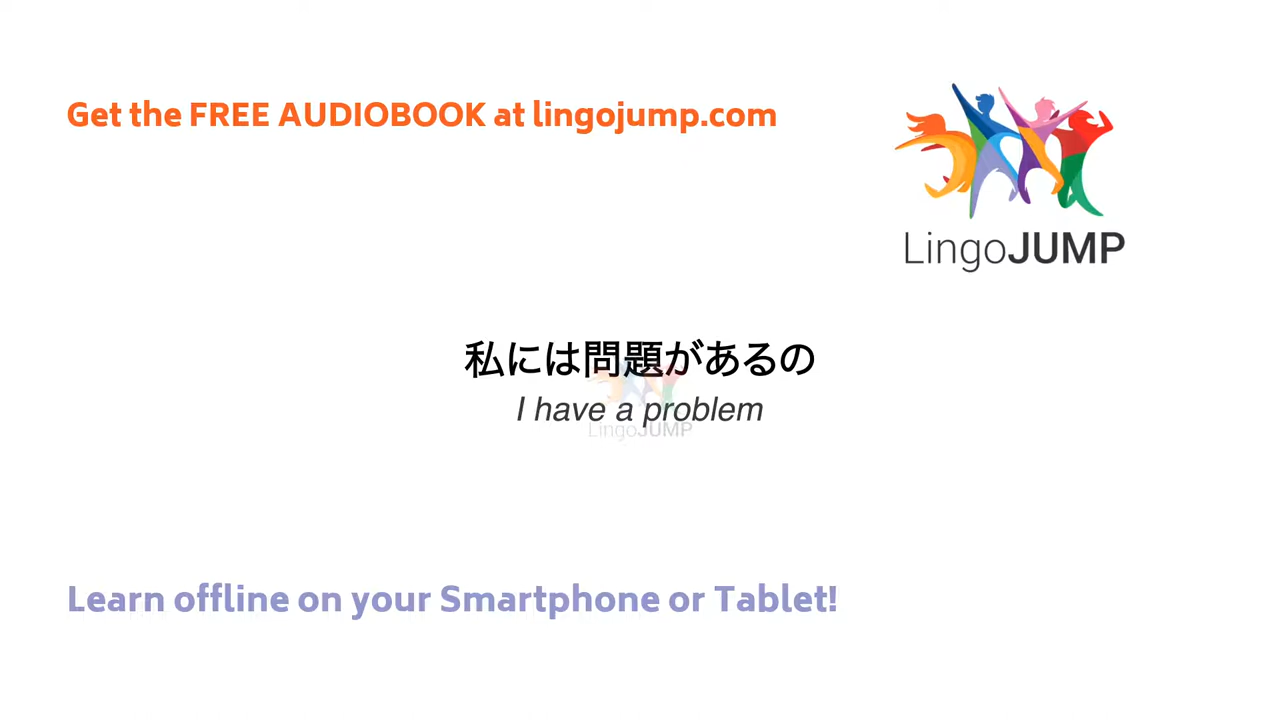 Get the FREE AUDIOBOOK at lingojump.com
LingoJUMP
私には問題があるの
I have a problem
LingoJUMP
Learn offline on your Smartphone or Tablet!